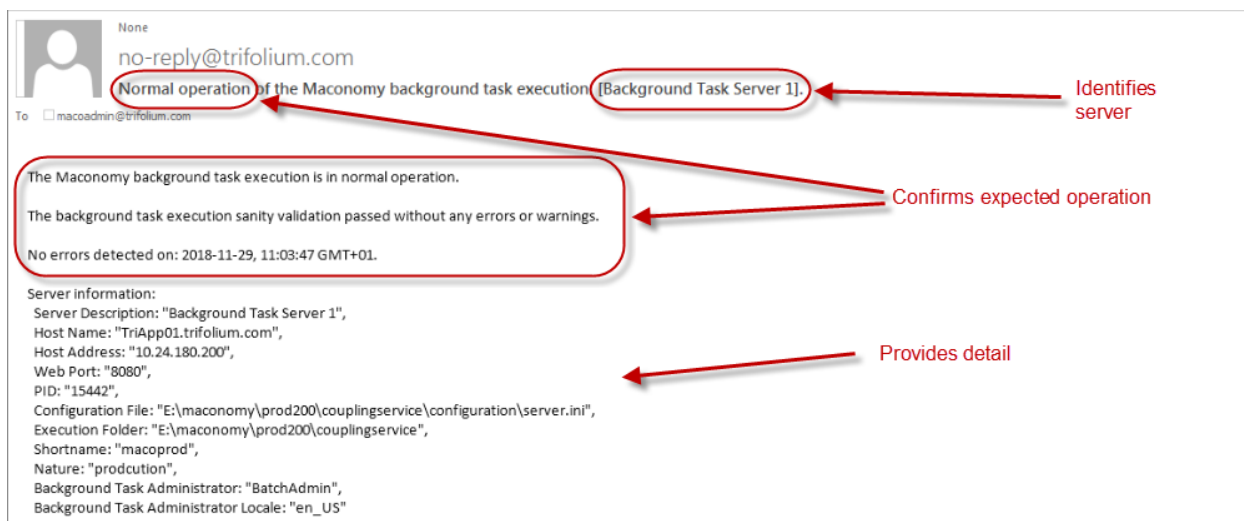 None
no-reply@trifolium.com
Normal operation of the Maconomy background task execution [Background Task Server 1].
Identifies
server
To macoadmin@trifolium.com
The Maconomy background task execution is in normal operation.
Confirms expected operation
The background task execution sanity validation passed without any errors or warnings.
No errors detected on: 2018-11-29, 11:03:47 GMT+01.
Server information:
Server Description: "Background Task Server 1",
Host Name: "TriApp01.trifolium.com",
Host Address: "10.24.180.200",
Provides detail
Web Port: "8080",
PID: "15442",
Configuration File: "E:\maconomy\prod200\couplingservice\configuration\server.ini",
Execution Folder: "E:\maconomy\prod200\couplingservice",
Shortname: "macoprod",
Nature: "prodcution",
Background Task Administrator: "BatchAdmin",
Background Task Administrator Locale: "en_US"